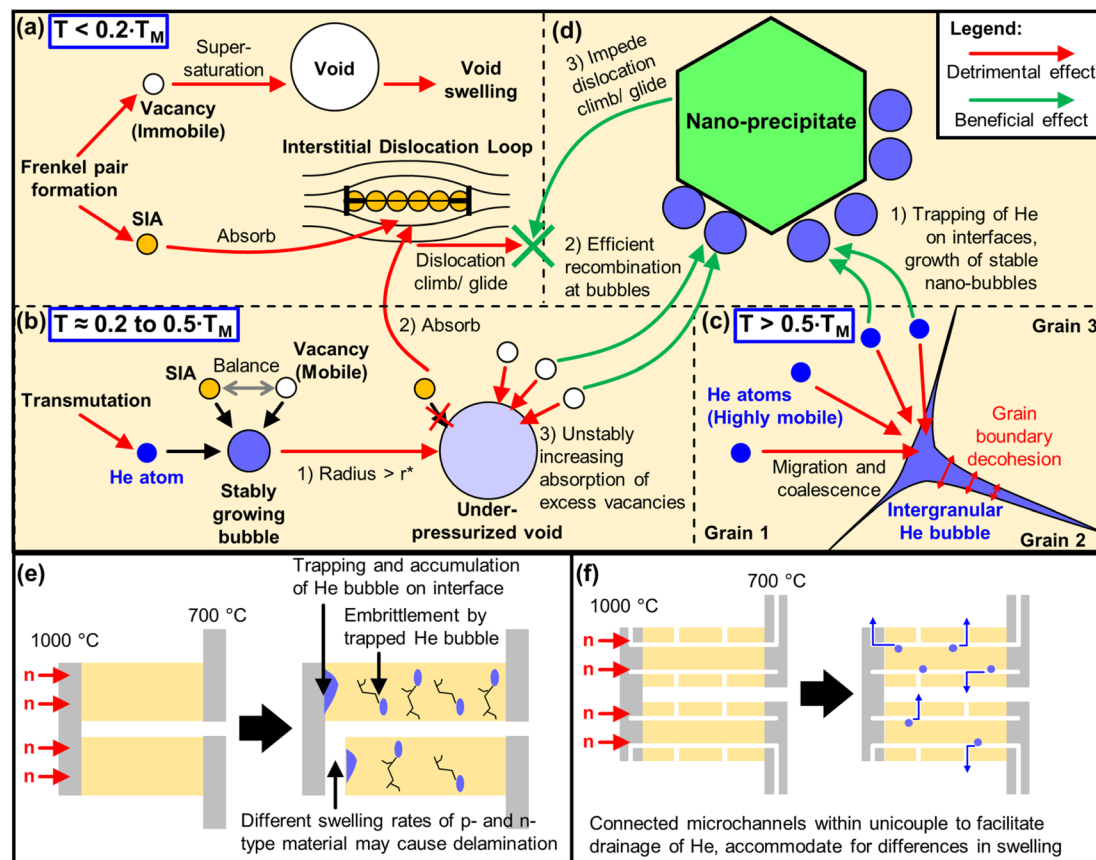 (a)
T < 0.2·TM
Super-
saturation
Void
Void
swelling
Vacancy
(Immobile)
Frenkel pair
formation
Interstitial Dislocation Loop
SIA
Absorb
Dislocation
climb/ glide
(d)
3) Impede
dislocation
climb/ glide
Nano-precipitate
Legend:
Detrimental effect
Beneficial effect
2) Efficient
recombination
at bubbles
1) Trapping of He
on interfaces,
growth of stable
nano-bubbles
(b)
T ≈ 0.2 to 0.5·TM
2) Absorb
SIA
Balance
Vacancy
(Mobile)
Transmutation
He atom
Stably
growing
bubble
1) Radius > r*
Under-
pressurized void
3) Unstably
increasing
absorption of
excess vacancies
(c)
T > 0.5·TM
Grain 3
He atoms
(Highly mobile)
Grain
boundary
decohesion
Migration and
coalescence
Intergranular
He bubble
Grain 1
Grain 2
(e)
Trapping and accumulation
of He bubble on interface
700 °C
1000 °C
Embrittlement by
trapped He bubble
n
n
n
n
Different swelling rates of p- and n-
type material may cause delamination
(f)
700 °C
1000 °C
n
n
n
n
Connected microchannels within unicouple to facilitate
drainage of He, accommodate for differences in swelling